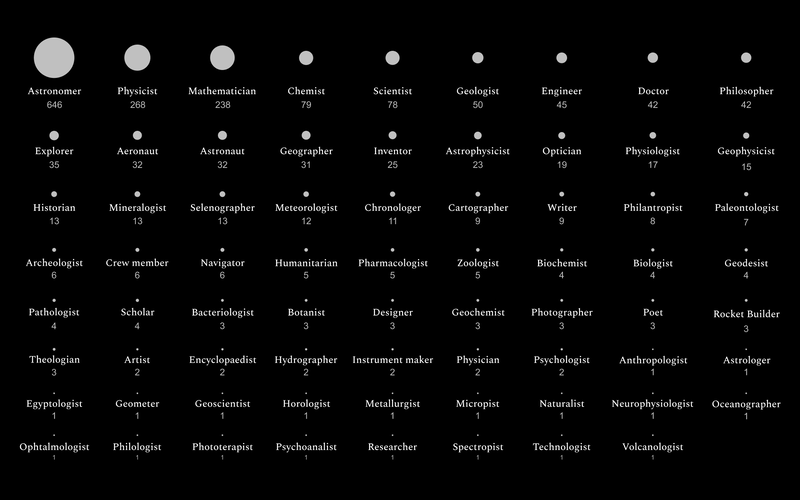 Astronomer Physicist Mathematician Chemist Scientist Geologist Engineer Doctor Philosopher
646 268 238 79 78 50 45 42 42
Explorer Aeronaut Astronaut Geographer Inventor Astrophysicist Optician Physiologist Geophysicist
35 32 32 31 25 23 19 17 15
Historian Mineralogist Selenographer Meteorologist Chronologer Cartographer Writer Philantropist Paleontologist
13 13 13 12 11 9 9 8 7
Archeologist Crew member Navigator Humanitarian Pharmacologist Zoologist Biochemist Biologist Geodesist
6 6 6 5 5 5 4 4 4
Pathologist Scholar Bacteriologist Botanist Designer Geochemist Photographer Poet Rocket Builder
4 4 3 3 3 3 3 3 3
Theologian Artist Encyclopaedist Hydrographer Instrument maker Physician Psychologist Anthropologist Astrologer
3 2 2 2 2 2 2 1 1
Egyptologist Geometer Geoscientist Horologist Metallurgist Micropist Naturalist Neurophysiologist Oceanographer
1 1 1 1 1 1 1 1 1
Ophtalmologist Philologist Phototerapist Psychoanalist Researcher Spectropist Technologist Volcanologist
1 1 1 1 1 1 1 1